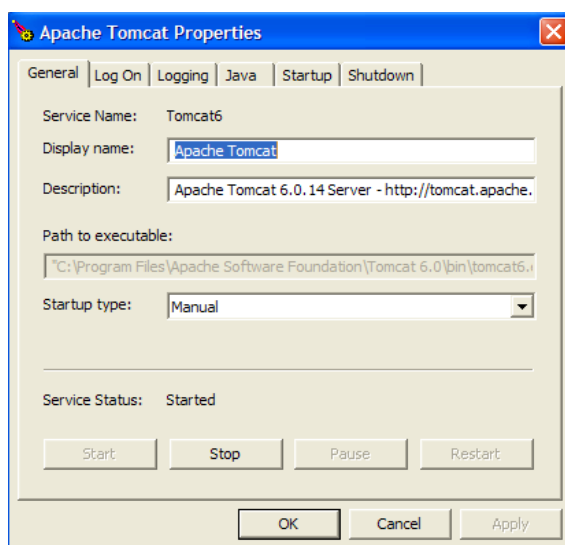 Apache Tomcat Properties
General Log On Logging Java Startup Shutdown
Service Name: Tomcat6
Display name: Apache Tomcat
Description: Apache Tomcat 6.0.14 Server - http://tomcat.apache.
Path to executable:
"C:\Program Files\Apache Software Foundation\Tomcat 6.0\bin\tomcat6.
Startup type: Manual
Service Status: Started
Start Stop Pause Restart
OK Cancel Apply